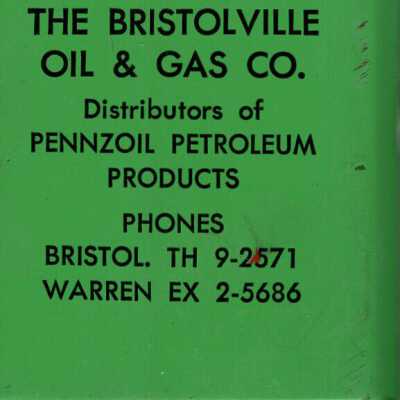 THE BRISTOLVILLE
OIL & GAS CO.
Distributors of
PENNZOIL PETROLEUM
PRODUCTS
PHONES
BRISTOL. TH 9-2571
WARREN EX 2-5686